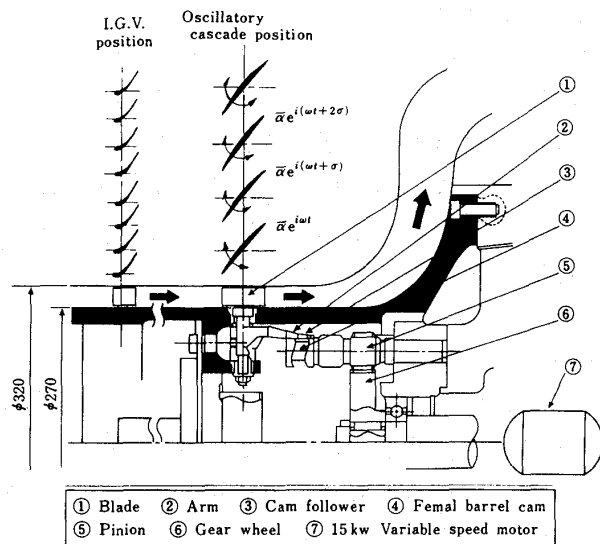 I.G.V.
position
Oscillatory
cascade position
ᾱe^{i(ωt+2σ)}
ᾱe^{i(ωt+σ)}
ᾱe^{iωt}
①
②
③
④
⑤
⑥
⑦
φ320
φ270
① Blade ② Arm ③ Cam follower ④ Femal barrel cam
⑤ Pinion ⑥ Gear wheel ⑦ 15kw Variable speed motor